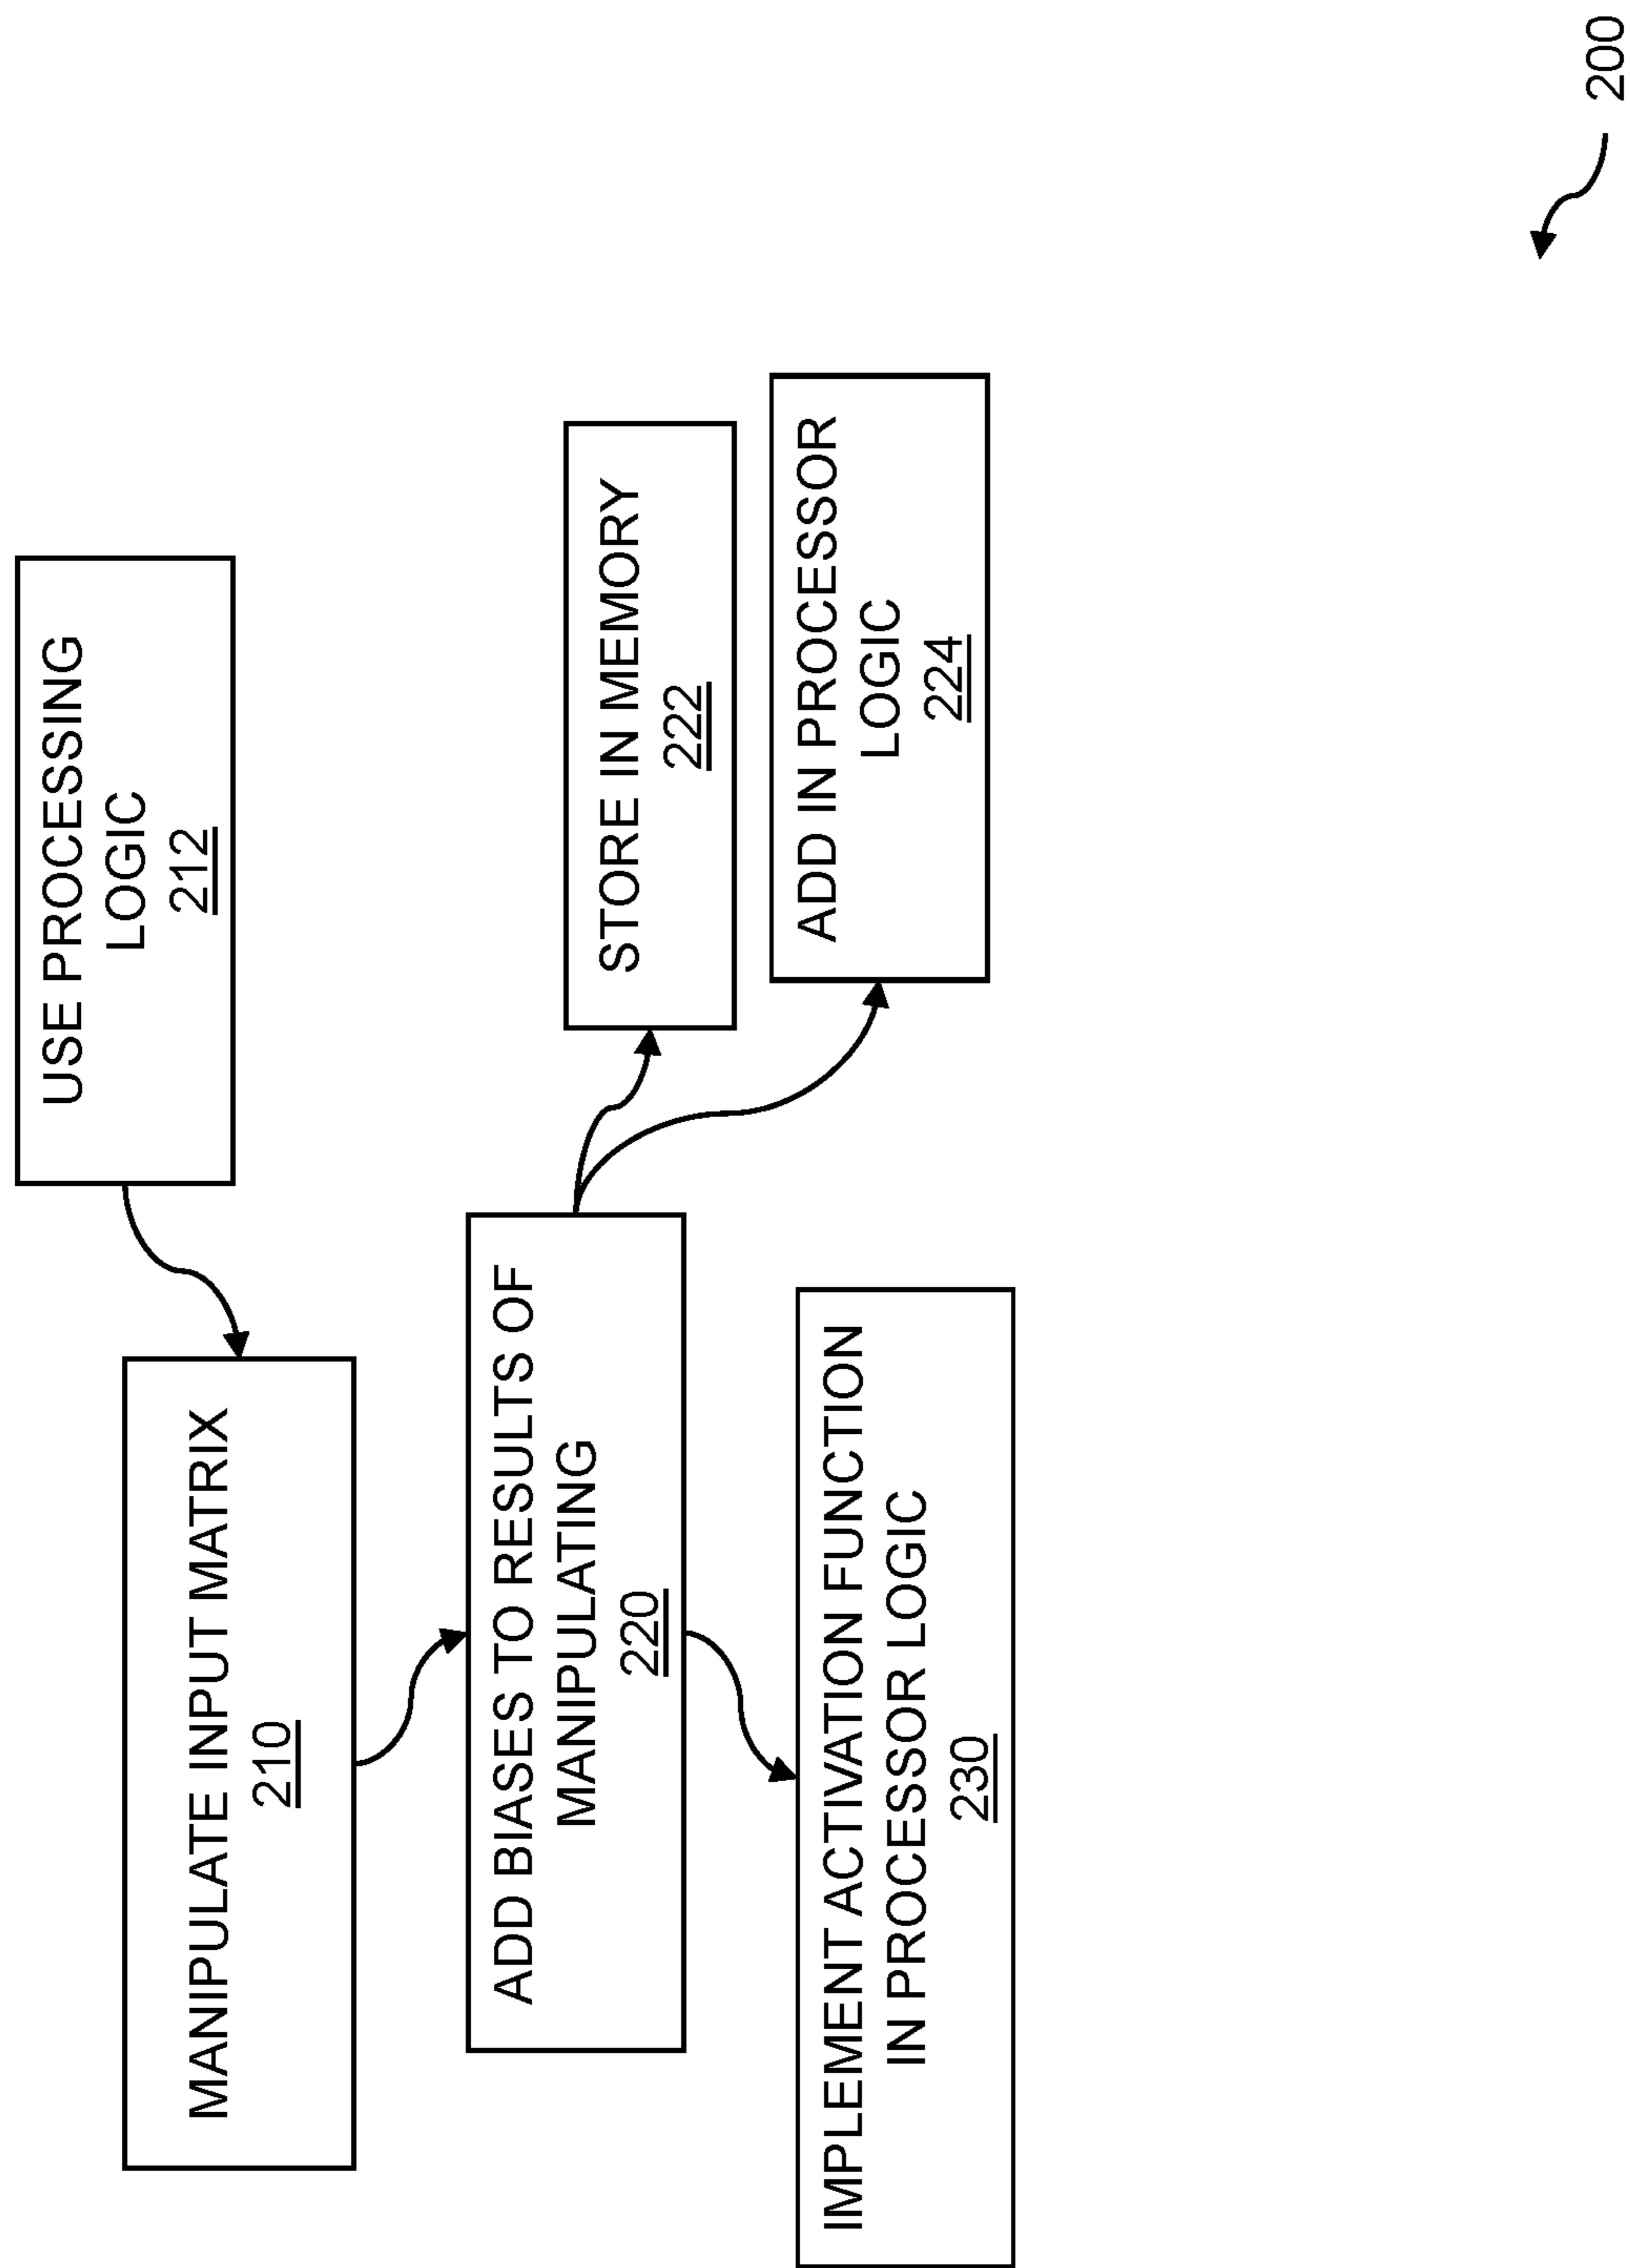 USE PROCESSING
LOGIC
212
MANIPULATE INPUT MATRIX
210
ADD BIASES TO RESULTS OF
MANIPULATING
220
STORE IN MEMORY
222
ADD IN PROCESSOR
LOGIC
224
IMPLEMENT ACTIVATION FUNCTION
IN PROCESSOR LOGIC
230
200